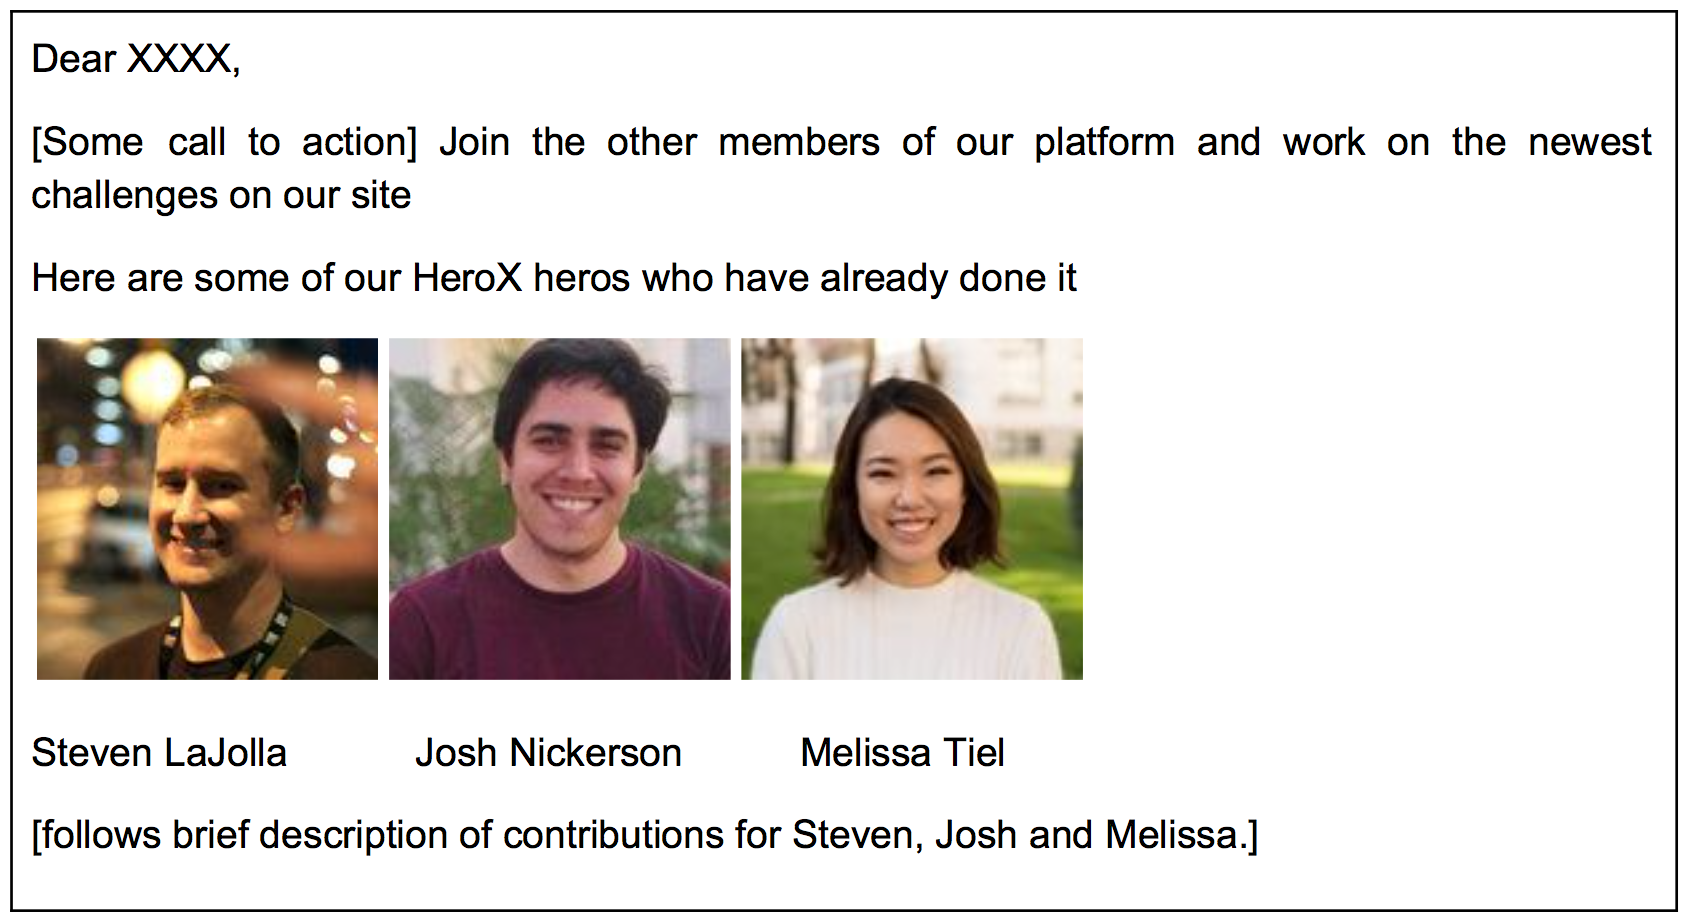 Dear XXXX,
[Some call to action] Join the other members of our platform and work on the newest
challenges on our site
Here are some of our HeroX heros who have already done it
Steven LaJolla Josh Nickerson Melissa Tiel
[follows brief description of contributions for Steven, Josh and Melissa.]